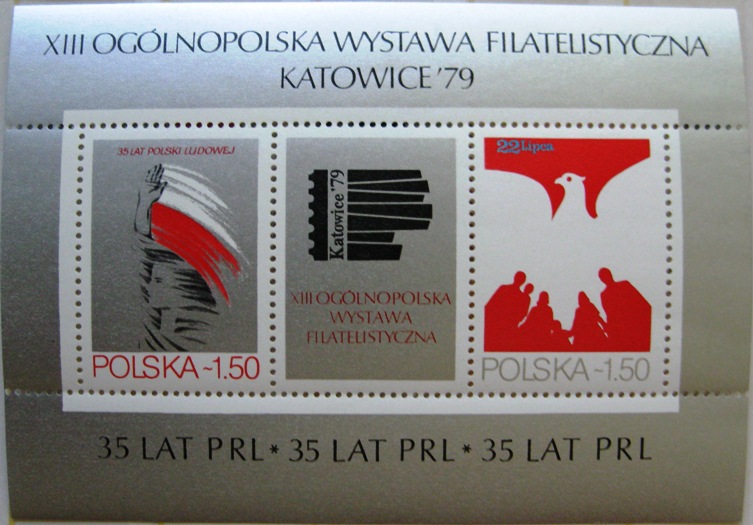 XIII OGÓLNOPOLSKA WYSTAWA FILATELISTYCZNA
KATOWICE '79
35 LAT POLSKI LUDOWEJ
POLSKA ~1.50
Katowice '79
XIII OGÓLNOPOLSKA
WYSTAWA
FILATELISTYCZNA
22 Lipca
POLSKA ~1.50
35 LAT PRL * 35 LAT PRL * 35 LAT PRL